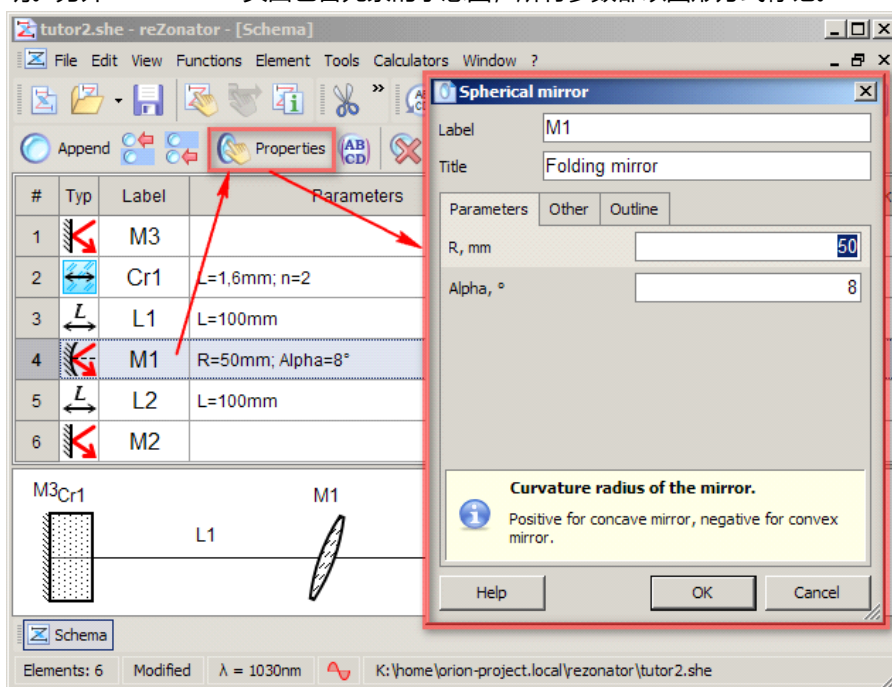 tutor2.she - reZonator - [Schema]
File Edit View Functions Element Tools Calculators Window ?
Append Properties AB CD
# Typ Label Parameters
1 M3
2 Cr1 L=1,6mm; n=2
3 L L1 L=100mm
4 M1 R=50mm; Alpha=8°
5 L L2 L=100mm
6 M2
M3 Cr1 M1
L1
Schema
Elements: 6 Modified λ = 1030nm K:\home\orion-project.local\rezonator\tutor2.she
Spherical mirror
Label M1
Title Folding mirror
Parameters Other Outline
R, mm 50
Alpha, ° 8
Curvature radius of the mirror.
Positive for concave mirror, negative for convex
mirror.
Help OK Cancel